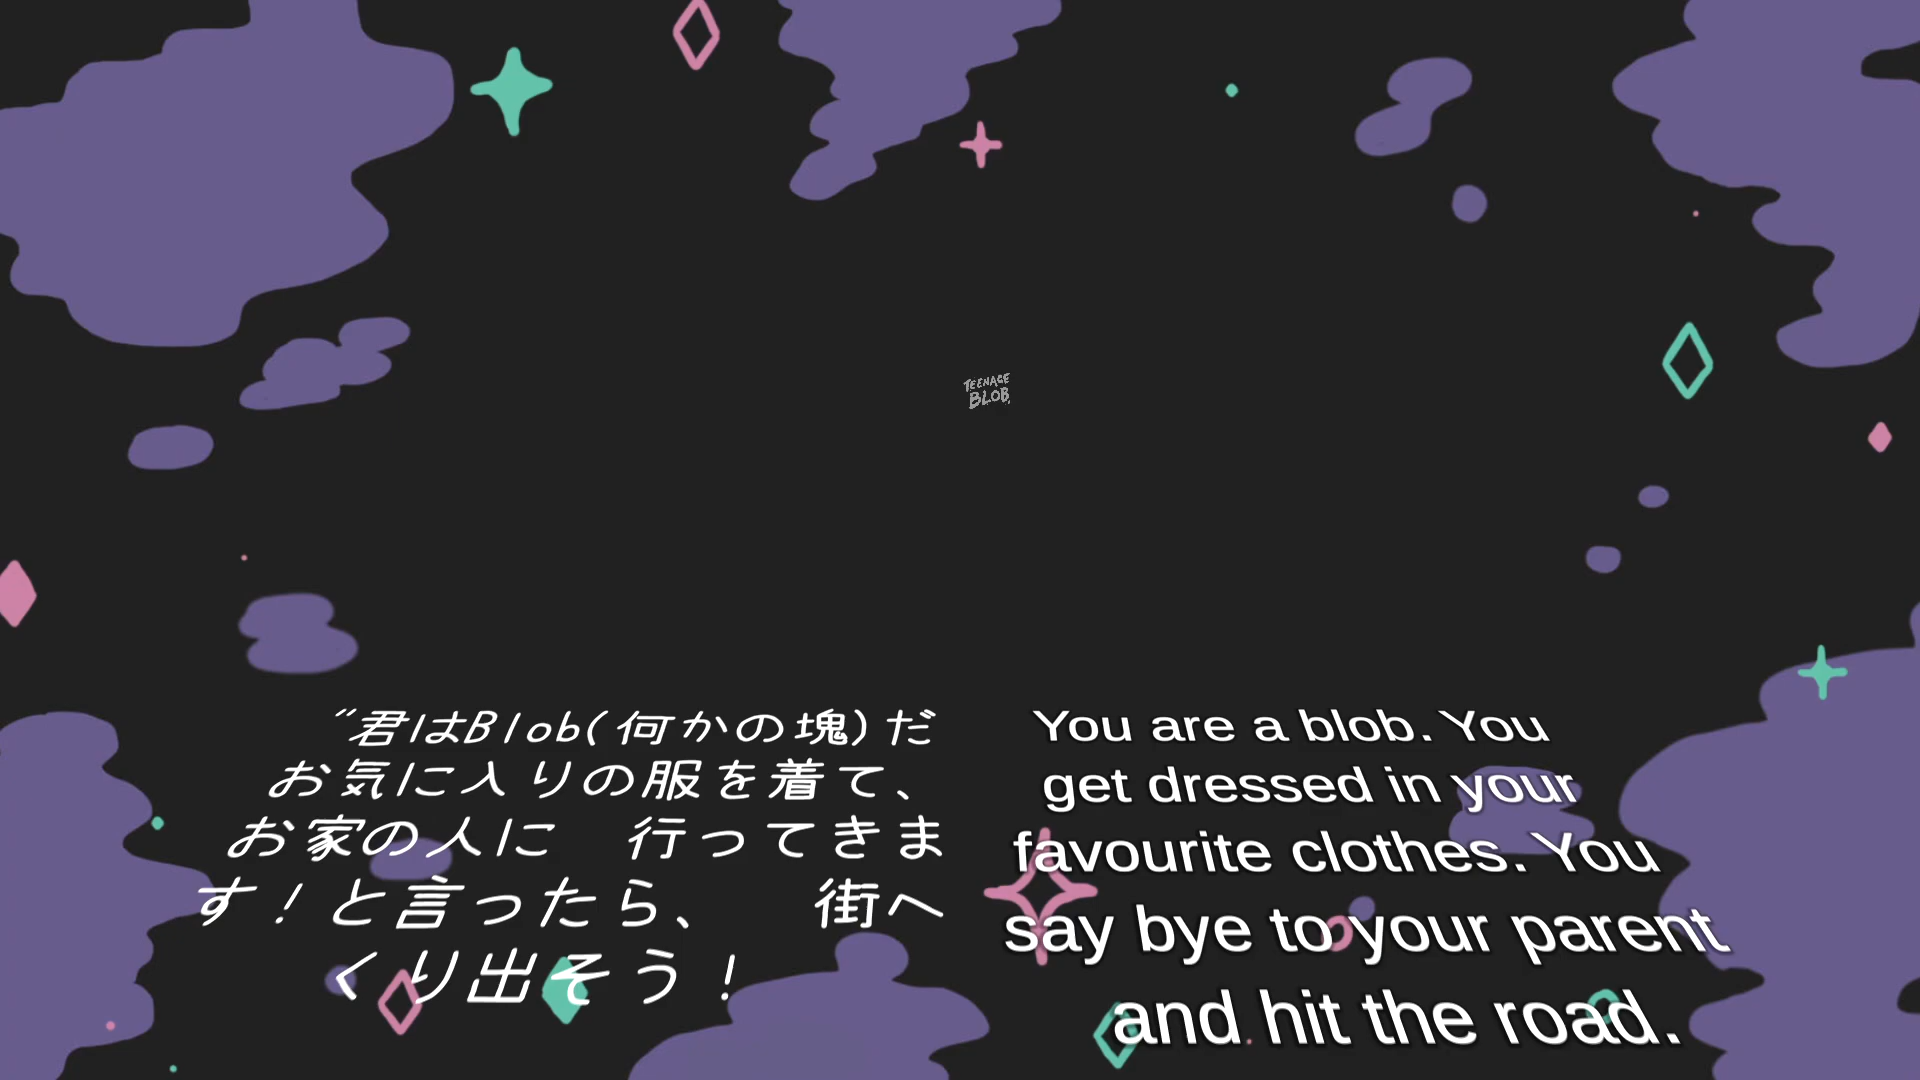 TEENAGE
BLOB
“君はBlob(何かの塊)だ
お気に入りの服を着て、
お家の人に　行ってきま
す！と言ったら、　街へ
くり出そう！
You are a blob. You
get dressed in your
favourite clothes. You
say bye to your parent
and hit the road.